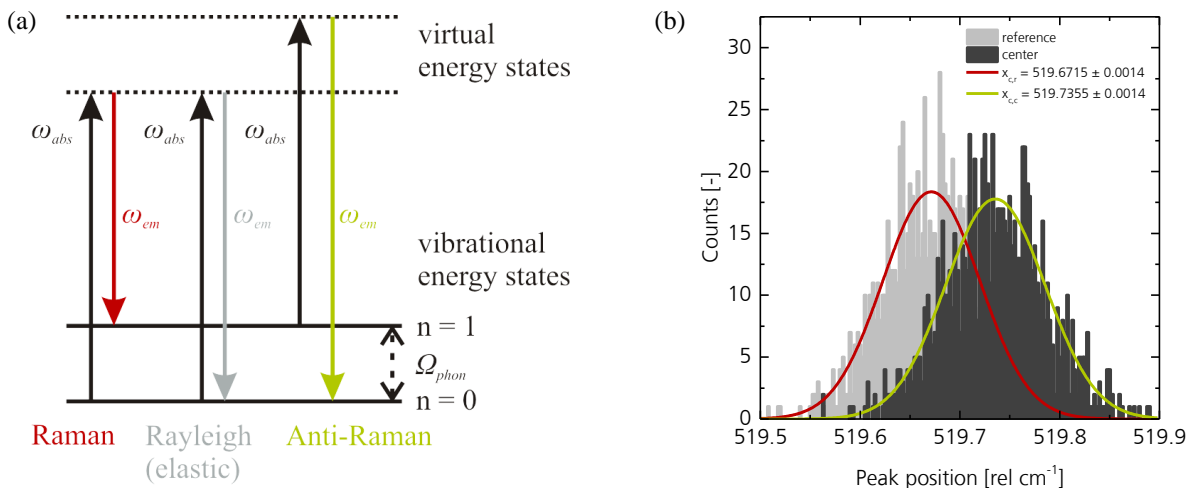 (a)
virtual
energy states
ω_abs
ω_abs
ω_abs
ω_em
ω_em
ω_em
vibrational
energy states
n = 1
Ω_phon
n = 0
Raman
Rayleigh
(elastic)
Anti-Raman
(b)
reference
center
x_c,r = 519.6715 ± 0.0014
x_c,c = 519.7355 ± 0.0014
Counts [-]
30
25
20
15
10
5
0
519.5 519.6 519.7 519.8 519.9
Peak position [rel cm⁻¹]